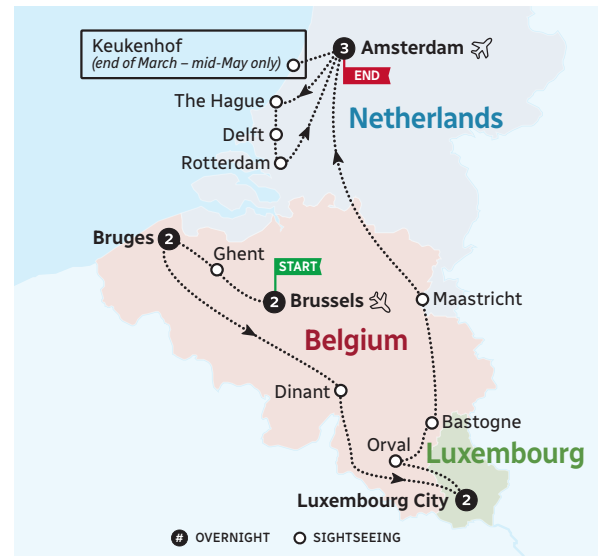 Keukenhof
(end of March – mid-May only)
3 Amsterdam
END
The Hague
Netherlands
Delft
Rotterdam
Bruges 2
Ghent
START
2 Brussels
Maastricht
Belgium
Dinant
Bastogne
Orval
Luxembourg
Luxembourg City 2
# OVERNIGHT
SIGHTSEEING